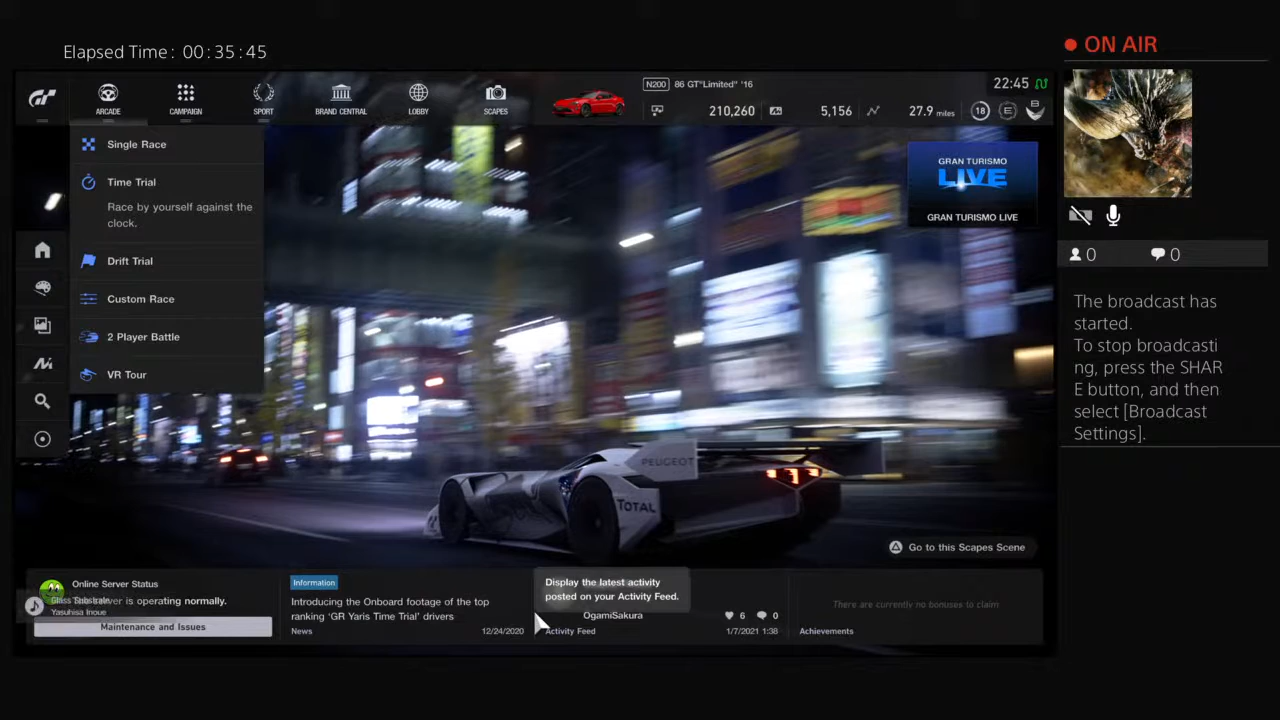 Elapsed Time: 00:35:45
ON AIR
ARCADE
CAMPAIGN
SPORT
BRAND CENTRAL
LOBBY
SCAPES
N200 86 GT"Limited" '16
210,260
5,156
27.9 miles
18
E
22:45
Single Race
Time Trial
Race by yourself against the
clock.
Drift Trial
Custom Race
2 Player Battle
VR Tour
GRAN TURISMO
LIVE
GRAN TURISMO LIVE
0
0
The broadcast has
started.
To stop broadcasti
ng, press the SHAR
E button, and then
select [Broadcast
Settings].
PEUGEOT
TOTAL
Go to this Scapes Scene
Online Server Status
The server is operating normally.
Glass Substrate
Yasuhisa Inoue
Maintenance and Issues
Information
Introducing the Onboard footage of the top
ranking 'GR Yaris Time Trial' drivers
News
12/24/2020
Display the latest activity
posted on your Activity Feed.
OgamiSakura
6
0
Activity Feed
1/7/2021 1:38
There are currently no bonuses to claim
Achievements